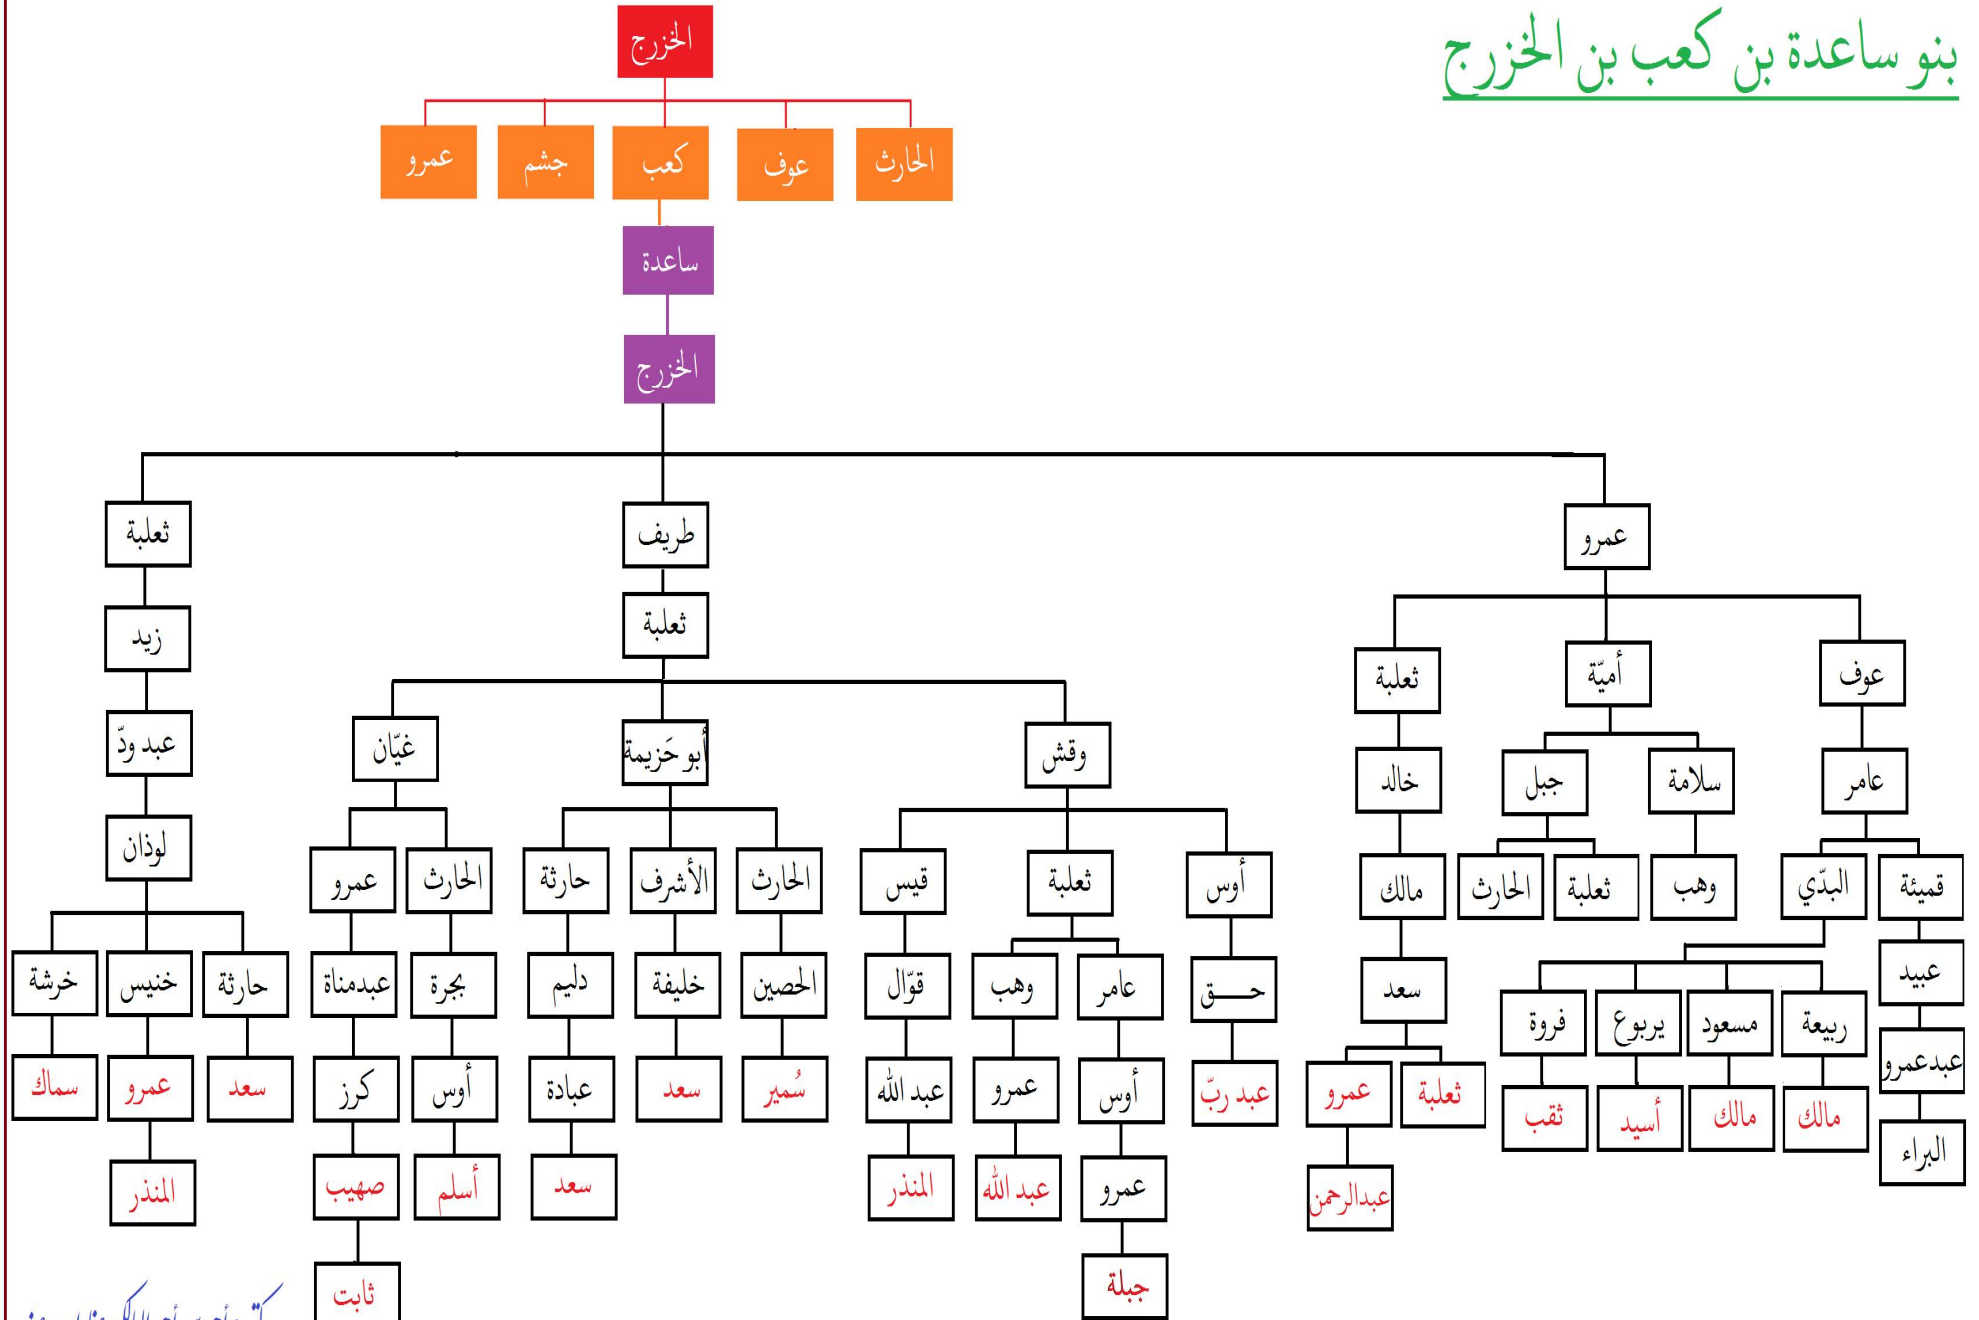 بنو ساعدة بن كعب بن الخزرج
الخزرج
الحارث
عوف
كعب
جشم
عمرو
ساعدة
الخزرج
عمرو
طريف
ثعلبة
ثعلبة
زيد
عوف
أميّة
ثعلبة
وقش
أبو حَزيمة
غيّان
عبد ودّ
عامر
سلامة
جبل
خالد
لوذان
قميئة
البدّي
وهب
ثعلبة
الحارث
مالك
أوس
ثعلبة
قيس
الحارث
الأشرف
حارثة
الحارث
عمرو
عبيد
سعد
حق
عامر
وهب
قوّال
الحصين
خليفة
دليم
بجرة
عبدمناة
حارثة
خنيس
خرشة
ربيعة
مسعود
يربوع
فروة
عبدعمرو
ثعلبة
عمرو
عبد ربّ
أوس
عمرو
عبد الله
سُمير
سعد
عبادة
أوس
كرز
سعد
عمرو
سماك
مالك
مالك
أسيد
ثقب
البراء
عبدالرحمن
عمرو
عبد الله
المنذر
سعد
أسلم
صهيب
المنذر
جبلة
ثابت